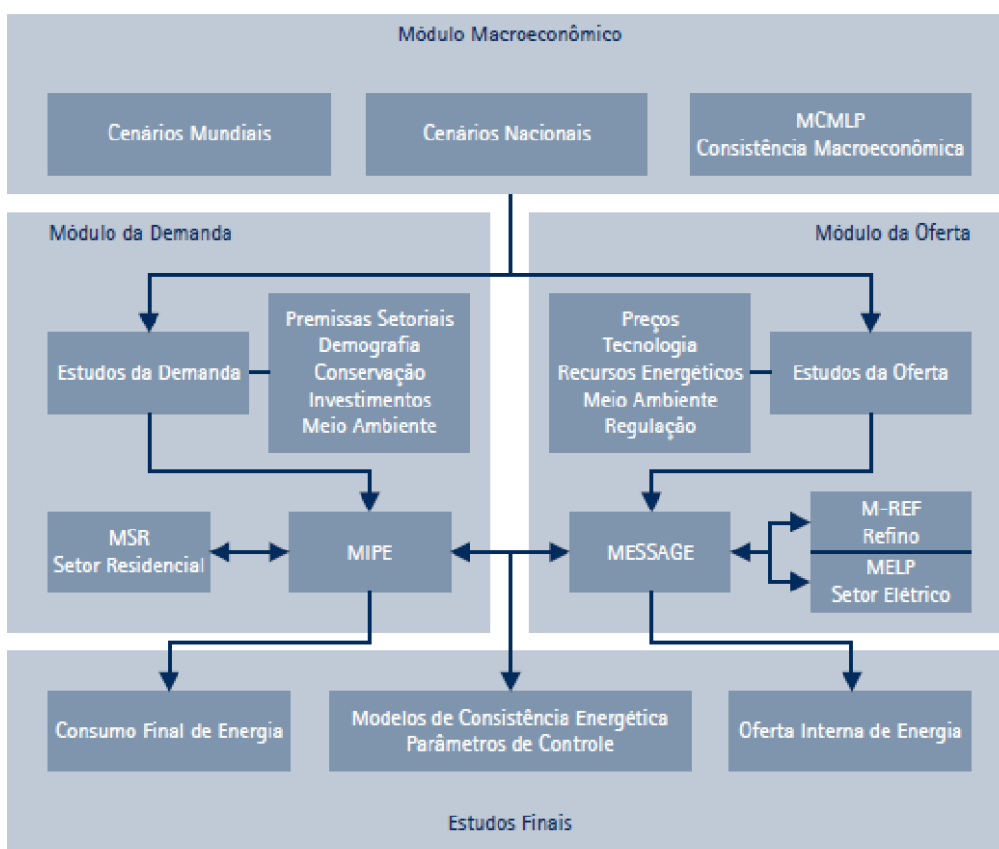 Módulo Macroeconômico
Cenários Mundiais
Cenários Nacionais
MCMLP
Consistência Macroeconômica
Módulo da Demanda
Módulo da Oferta
Estudos da Demanda
Premissas Setoriais
Demografia
Conservação
Investimentos
Meio Ambiente
Preços
Tecnologia
Recursos Energéticos
Meio Ambiente
Regulação
Estudos da Oferta
MSR
Setor Residencial
MIPE
MESSAGE
M-REF
Refino
MELP
Setor Elétrico
Consumo Final de Energia
Modelos de Consistência Energética
Parâmetros de Controle
Oferta Interna de Energia
Estudos Finais